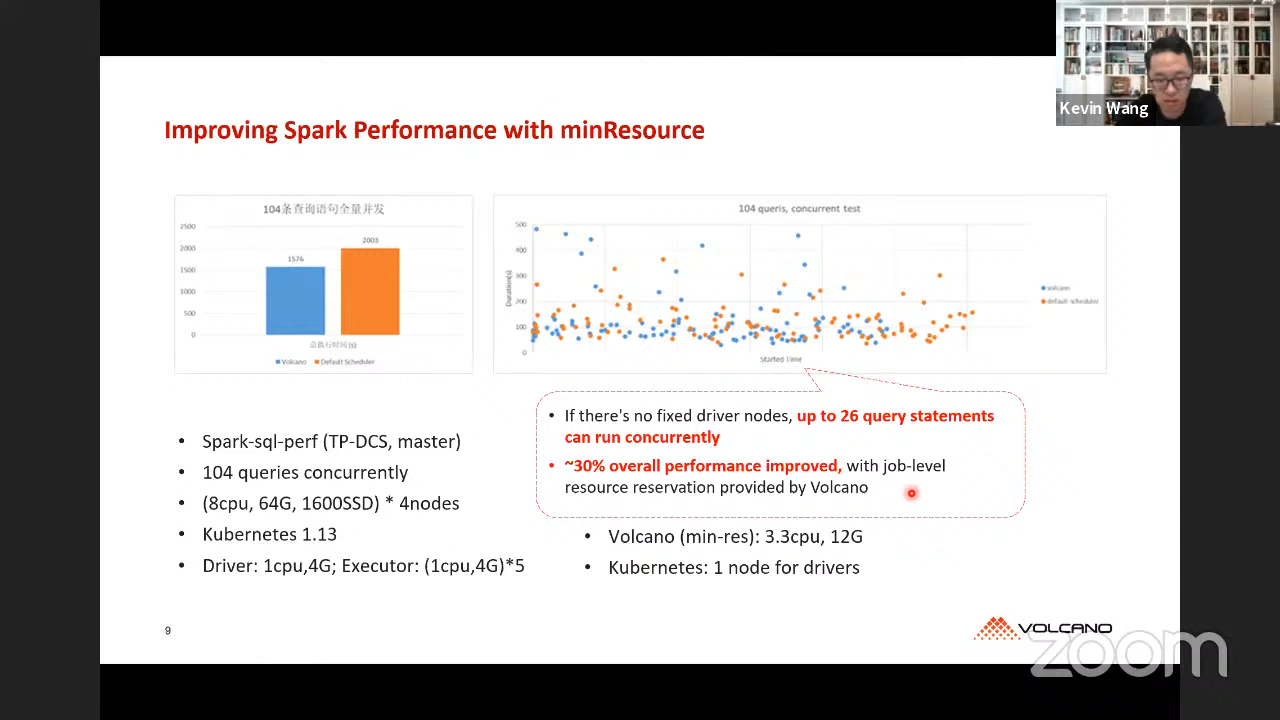 Kevin Wang
Improving Spark Performance with minResource
104条查询语句全量并发
2500
2000
1500
1000
500
0
1576
2003
总执行时间(s)
Volcano
Default Scheduler
104 queris, concurrent test
Duration(s)
500
400
300
200
100
0
Started Time
volcano
default scheduler
• If there's no fixed driver nodes, up to 26 query statements
can run concurrently
• ~30% overall performance improved, with job-level
resource reservation provided by Volcano
• Spark-sql-perf (TP-DCS, master)
• 104 queries concurrently
• (8cpu, 64G, 1600SSD) * 4nodes
• Kubernetes 1.13
• Driver: 1cpu,4G; Executor: (1cpu,4G)*5
• Volcano (min-res): 3.3cpu, 12G
• Kubernetes: 1 node for drivers
9
VOLCANO
zoom